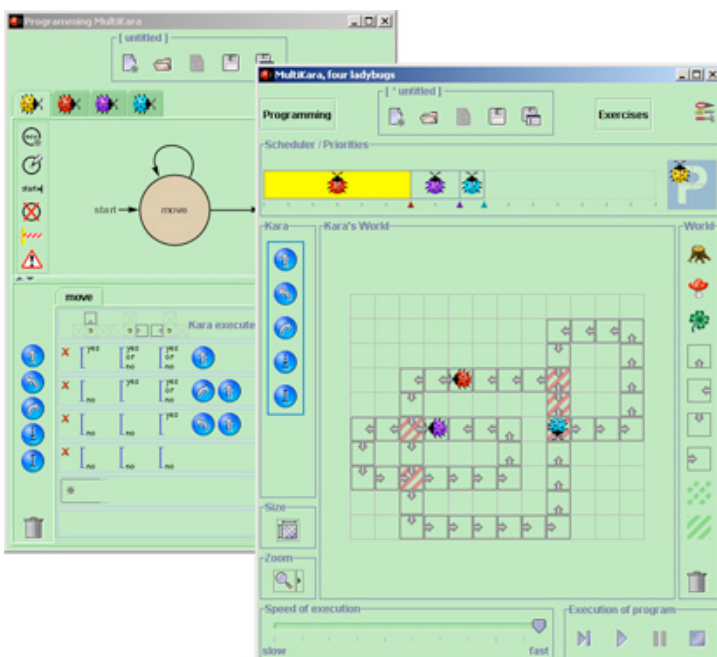 Programming MultiKara
[ untitled ]
start
move
start
move
Kara execute
yes
yes or no
yes or no
no
yes
yes or no
no
no
yes
no
no
no
MultiKara, four ladybugs
[ * untitled ]
Programming
Exercises
Scheduler / Priorities
P
Kara
Kara's World
World
Size
Zoom
Speed of execution
slow
fast
Execution of program